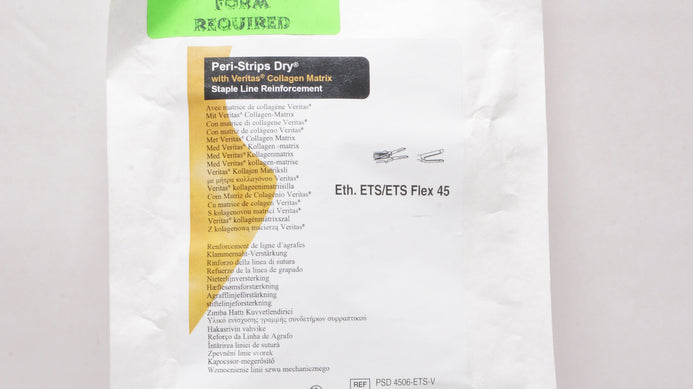 FORM
REQUIRED
Peri-Strips Dry®
with Veritas® Collagen Matrix
Staple Line Reinforcement
Avec matrice de collagène Veritas®
Mit Veritas® Collagen-Matrix
Con matrice di collagene Veritas®
Con matriz de colágeno Veritas®
Met Veritas® Collagen Matrix
Med Veritas® Kollagen -matrix
Med Veritas® Kollagenmatrix
Med Veritas® kollagen-matrise
Veritas® Kollajen Matriksli
με μήτρα κολλαγόνου Veritas®
Veritas® kollageenimatriisilla
Com Matriz de Colagénio Veritas®
Cu matrice de colagen Veritas®
S kolagenovou matricí Veritas®
Veritas® kollagénmátrixszal
Z kolagenową macierzą Veritas®
Eth. ETS/ETS Flex 45
Renforcement de ligne d'agrafes
Klammernaht-Verstärkung
Rinforzo della linea di sutura
Refuerzo de la línea de grapado
Nieterlijnversterking
Hæftesømsforstærkning
Agrafflinjeförstärkning
stiftelinjeforsterkning
Zımba Hattı Kuvvetlendirici
Υλικό ενίσχυσης γραμμής συνδετήρων συρραπτικού
Hakasrivin vahvike
Reforço da Linha de Agrafo
Întărirea liniei de sutură
Zpevnění linie svorek
Kapocssor-megerősítő
Wzmocnienie linii szwu mechanicznego
REF PSD 4506-ETS-V